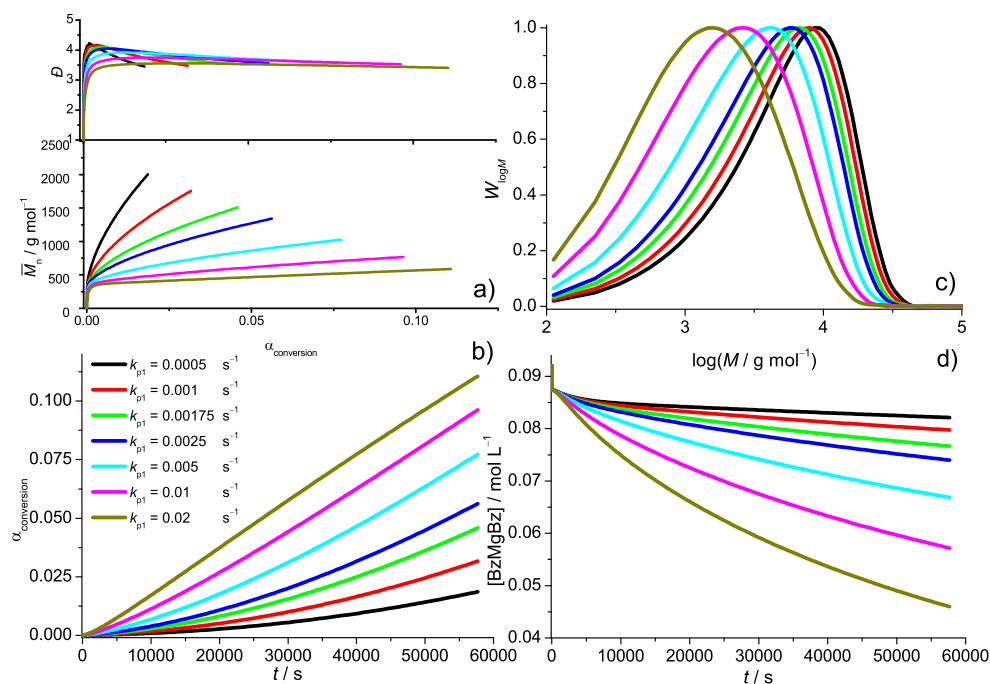 5
4
3
2
1
Đ
2500
2000
1500
1000
500
0
M̅n / g mol⁻¹
a)
0.00
0.05
0.10
αconversion
1.0
0.8
0.6
0.4
0.2
0.0
WlogM
c)
2
3
4
5
log(M / g mol⁻¹)
b)
kp1 = 0.0005 s⁻¹
kp1 = 0.001 s⁻¹
kp1 = 0.00175 s⁻¹
kp1 = 0.0025 s⁻¹
kp1 = 0.005 s⁻¹
kp1 = 0.01 s⁻¹
kp1 = 0.02 s⁻¹
0.100
0.075
0.050
0.025
0.000
αconversion
0
10000
20000
30000
40000
50000
60000
t / s
d)
0.09
0.08
0.07
0.06
0.05
0.04
[BzMgBz] / mol L⁻¹
0
10000
20000
30000
40000
50000
60000
t / s